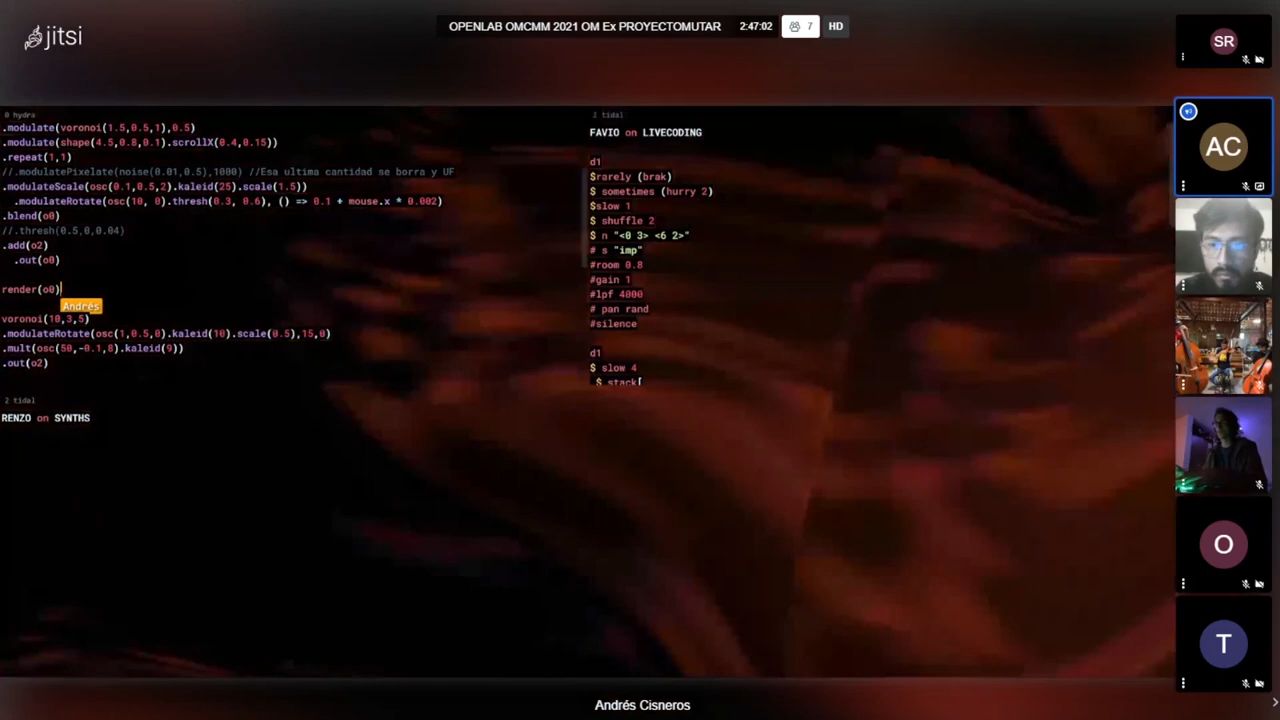 jitsi
OPENLAB OMCMM 2021 OM Ex PROYECTOMUTAR
2:47:02
7
HD
SR
AC
O
T
0 hydra
.modulate(voronoi(1.5,0.5,1),0.5)
.modulate(shape(4.5,0.8,0.1).scrollX(0.4,0.15))
.repeat(1,1)
//.modulatePixelate(noise(0.01,0.5),1000) //Esa ultima cantidad se borra y UF
.modulateScale(osc(0.1,0.5,2).kaleid(25).scale(1.5))
.modulateRotate(osc(10, 0).thresh(0.3, 0.6), () => 0.1 + mouse.x * 0.002)
.blend(o0)
//.thresh(0.5,0,0.04)
.add(o2)
.out(o0)
render(o0)
Andrés
voronoi(10,3,5)
.modulateRotate(osc(1,0.5,0).kaleid(10).scale(0.5),15,0)
.mult(osc(50,-0.1,8).kaleid(9))
.out(o2)
2 tidal
RENZO on SYNTHS
1 tidal
FAVIO on LIVECODING
d1
$rarely (brak)
$ sometimes (hurry 2)
$slow 1
$ shuffle 2
$ n "<0 3> <6 2>"
# s "imp"
#room 0.8
#gain 1
#lpf 4000
# pan rand
#silence
d1
$ slow 4
$ stack[
Andrés Cisneros